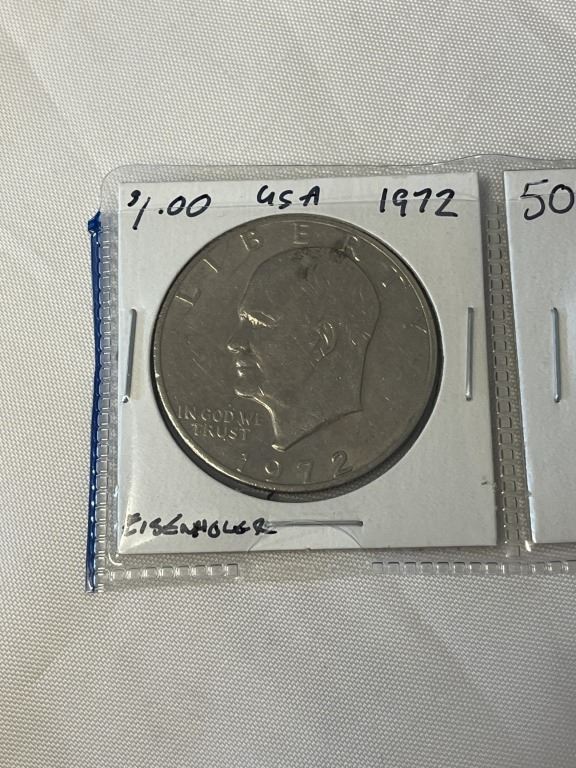 $1.00 USA 1972
50
LIBERTY
IN GOD WE
TRUST
1972
EISENHOWER